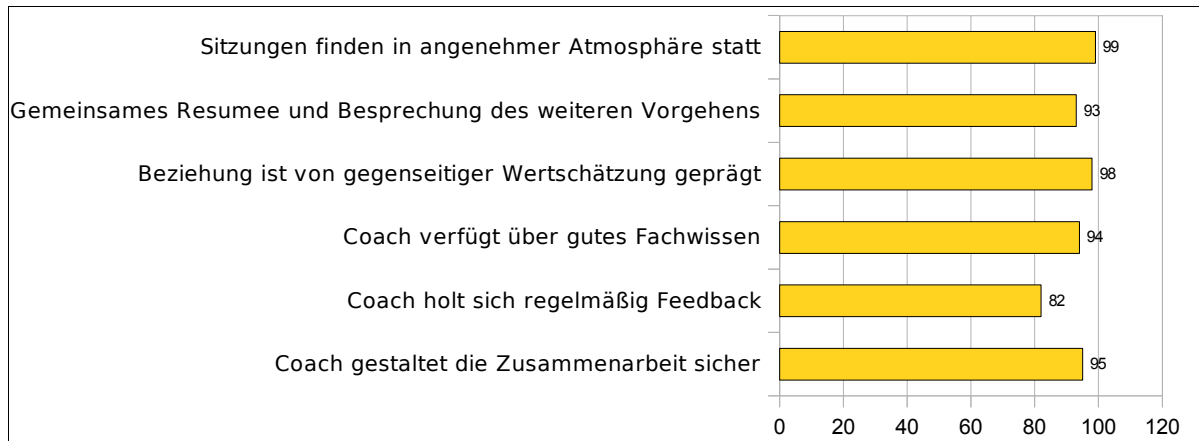 Sitzungen finden in angenehmer Atmosphäre statt 99
Gemeinsames Resumee und Besprechung des weiteren Vorgehens 93
Beziehung ist von gegenseitiger Wertschätzung geprägt 98
Coach verfügt über gutes Fachwissen 94
Coach holt sich regelmäßig Feedback 82
Coach gestaltet die Zusammenarbeit sicher 95
0 20 40 60 80 100 120